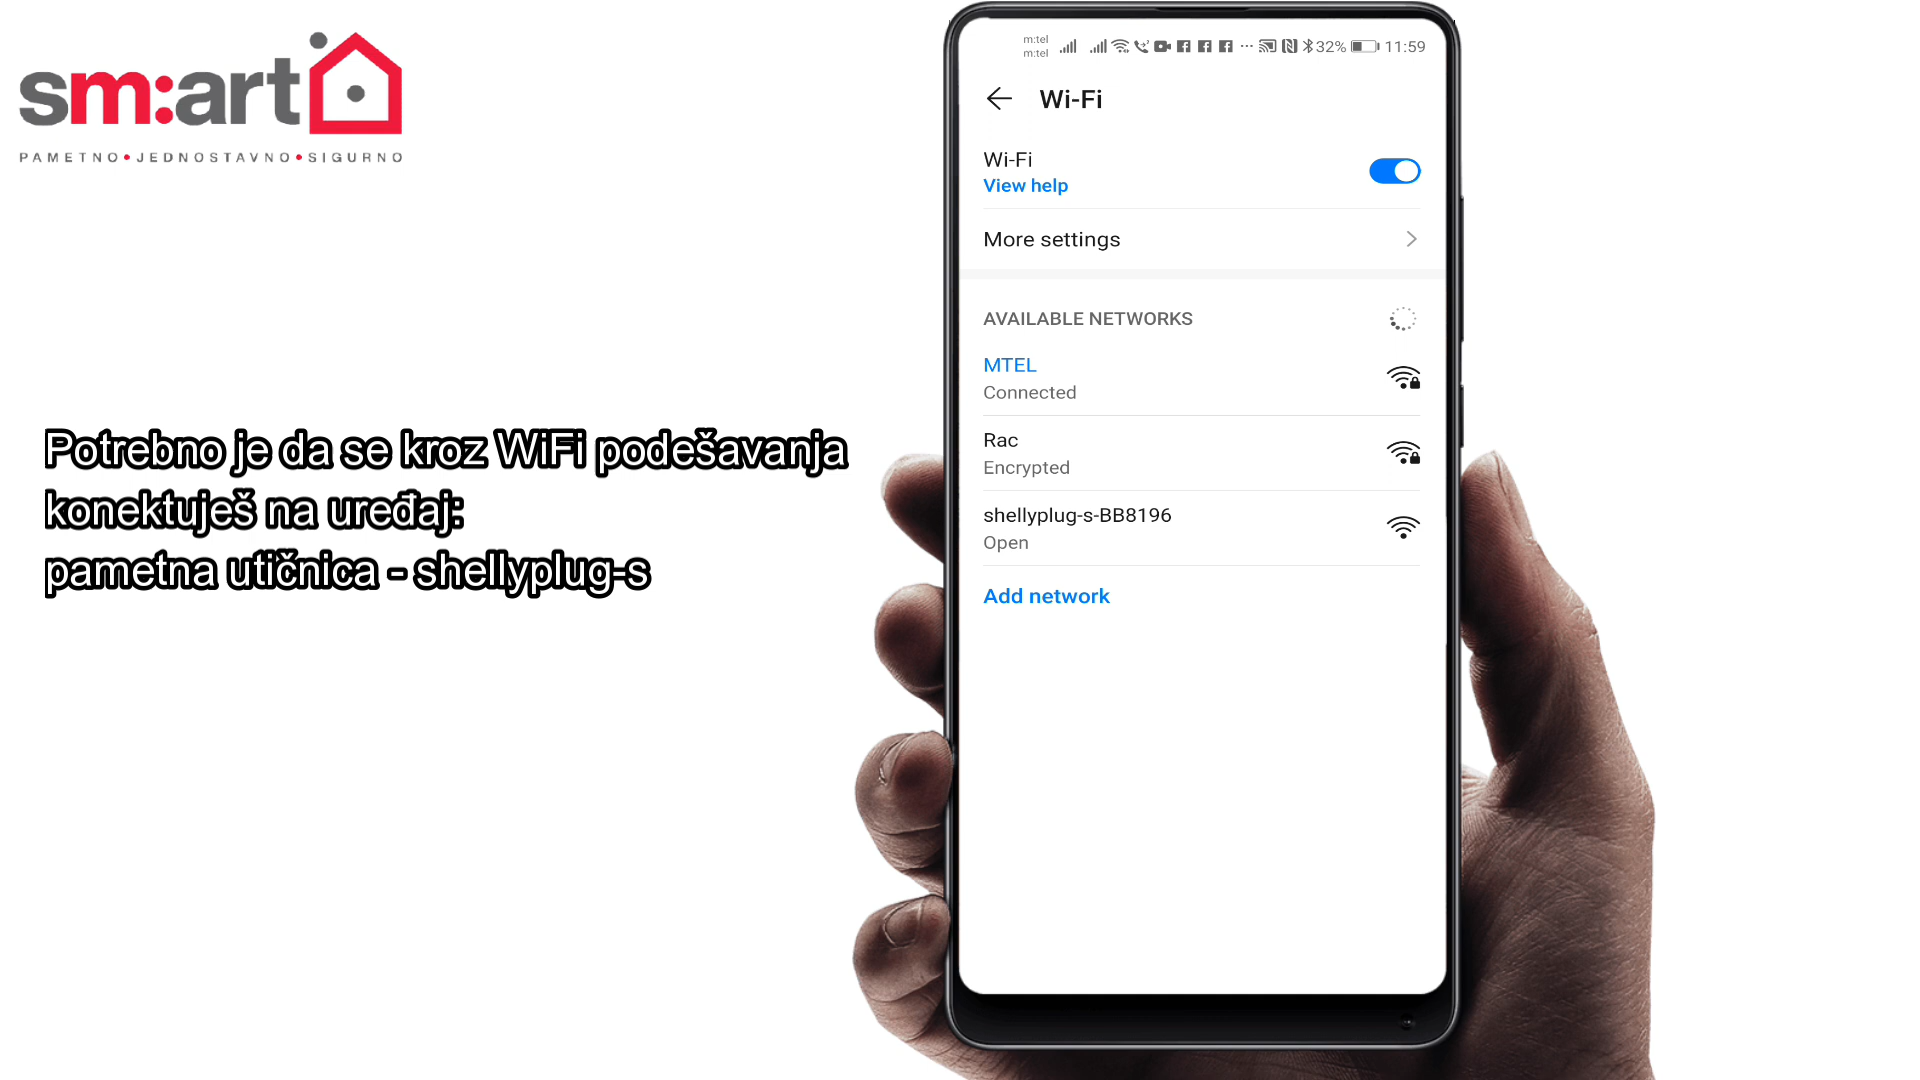 sm:art
PAMETNO•JEDNOSTAVNO•SIGURNO
Potrebno je da se kroz WiFi podešavanja
konektuješ na uređaj:
pametna utičnica - shellyplug-s
m:tel
m:tel
32% 11:59
Wi-Fi
Wi-Fi
View help
More settings
AVAILABLE NETWORKS
MTEL
Connected
Rac
Encrypted
shellyplug-s-BB8196
Open
Add network